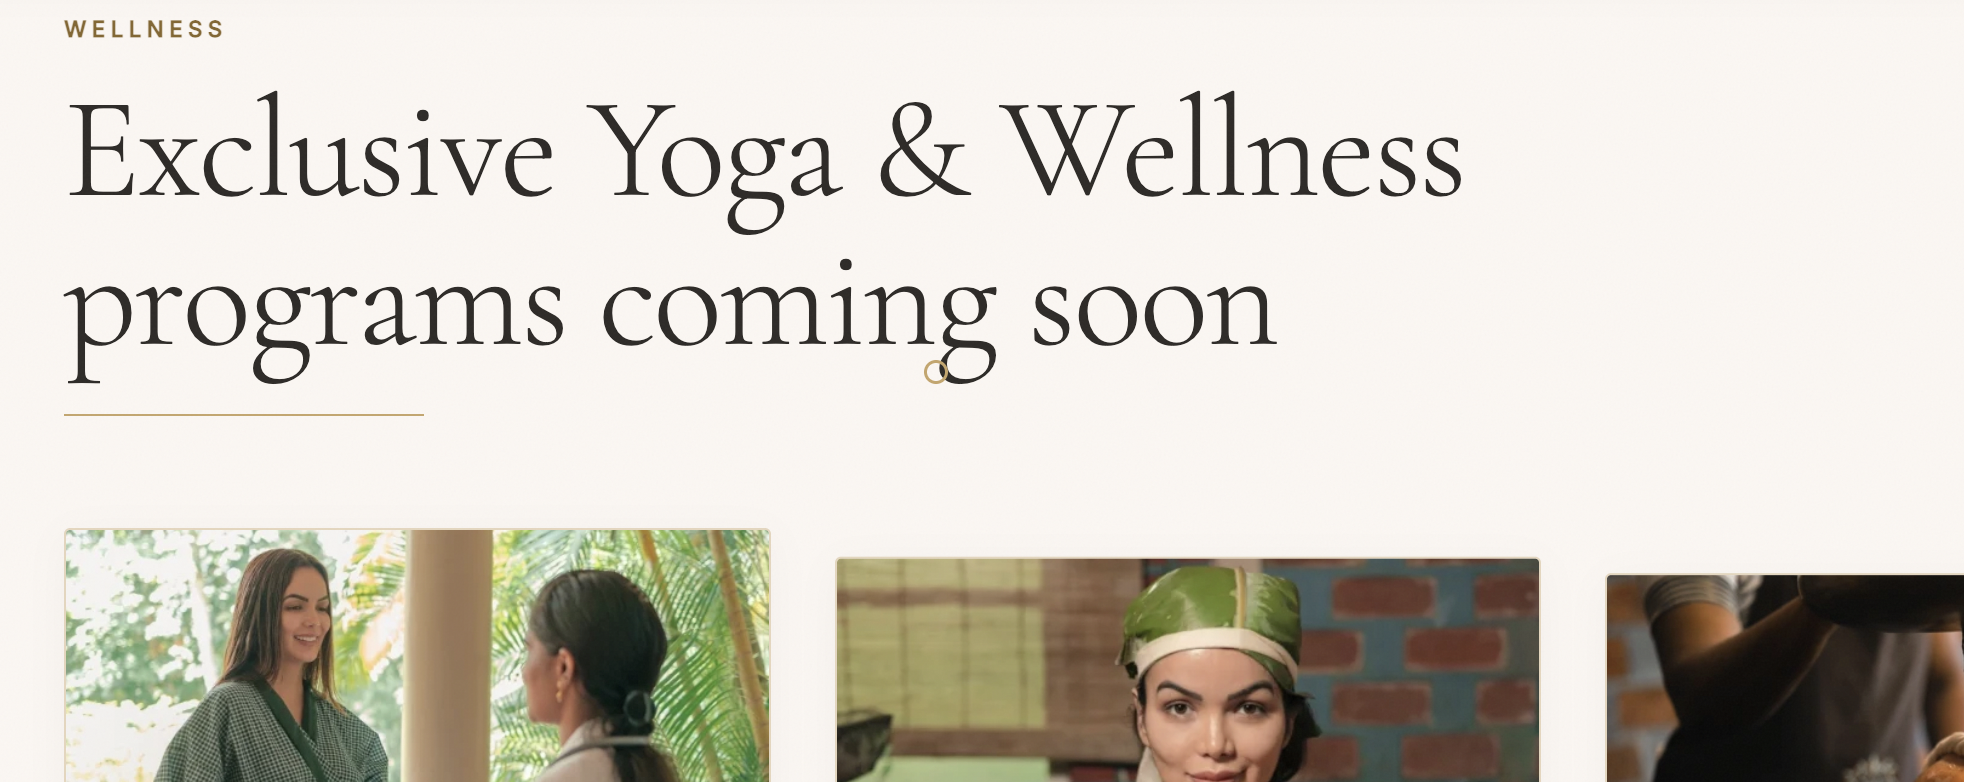 WELLNESS
Exclusive Yoga & Wellness
programs coming soon